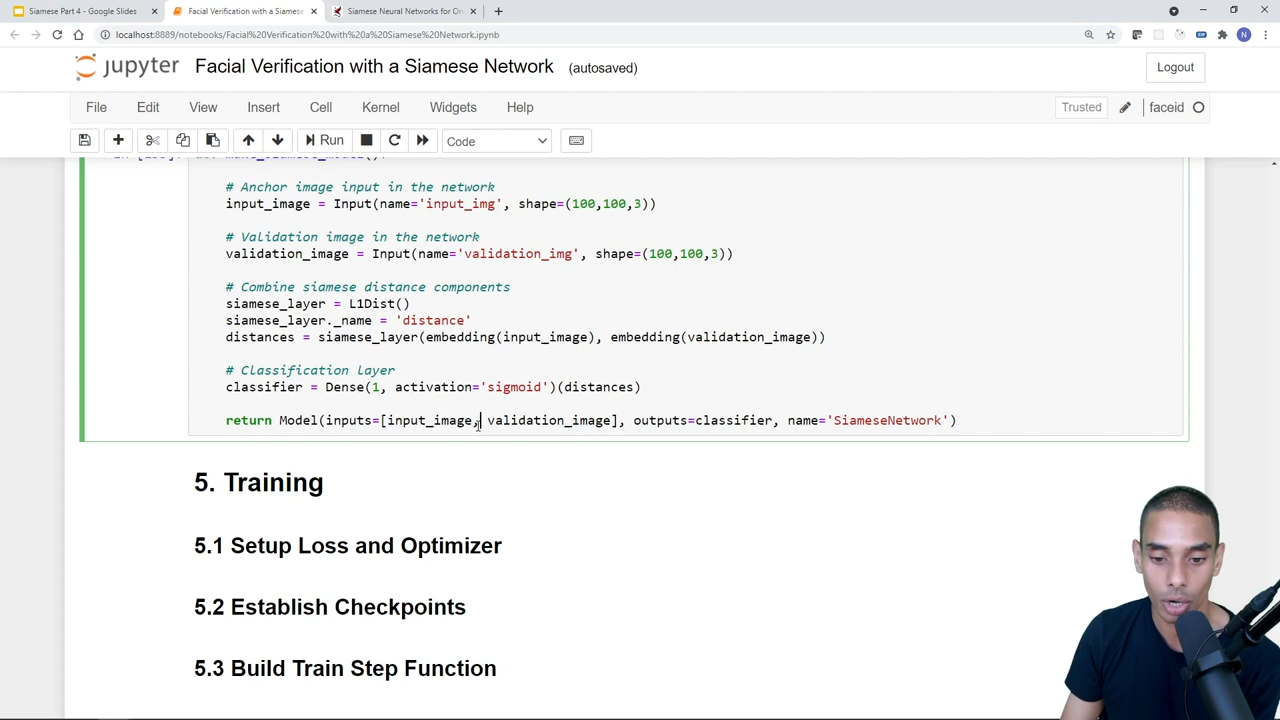 Siamese Part 4 - Google Slides
Facial Verification with a Siamese
Siamese Neural Networks for On
localhost:8889/notebooks/Facial%20Verification%20with%20a%20Siamese%20Network.ipynb
N
jupyter Facial Verification with a Siamese Network (autosaved)
Logout
File Edit View Insert Cell Kernel Widgets Help
Trusted faceid
Run Code
# Anchor image input in the network
input_image = Input(name='input_img', shape=(100,100,3))
# Validation image in the network
validation_image = Input(name='validation_img', shape=(100,100,3))
# Combine siamese distance components
siamese_layer = L1Dist()
siamese_layer._name = 'distance'
distances = siamese_layer(embedding(input_image), embedding(validation_image))
# Classification layer
classifier = Dense(1, activation='sigmoid')(distances)
return Model(inputs=[input_image, validation_image], outputs=classifier, name='SiameseNetwork')
5. Training
5.1 Setup Loss and Optimizer
5.2 Establish Checkpoints
5.3 Build Train Step Function